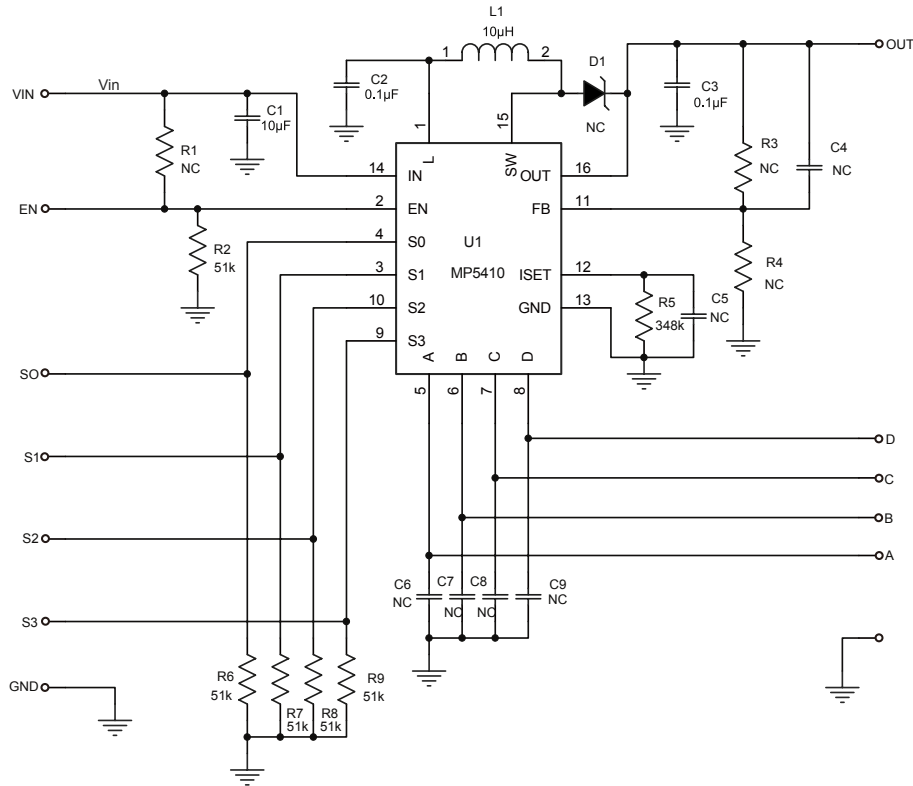 L1
10µH
1
2
D1
NC
OUT
C2
0.1µF
C3
0.1µF
VIN
Vin
C1
10µF
R1
NC
R3
NC
C4
NC
1
15
L
SW
14
IN
OUT
16
EN
2
EN
FB
11
4
S0
U1
R2
51k
3
S1
MP5410
ISET
12
R4
NC
10
S2
GND
13
R5
348k
C5
NC
9
S3
A
B
C
D
5
6
7
8
SO
S1
S2
S3
GND
D
C
B
A
C6
NC
C7
NC
C8
NC
C9
NC
R6
51k
R7
51k
R8
51k
R9
51k